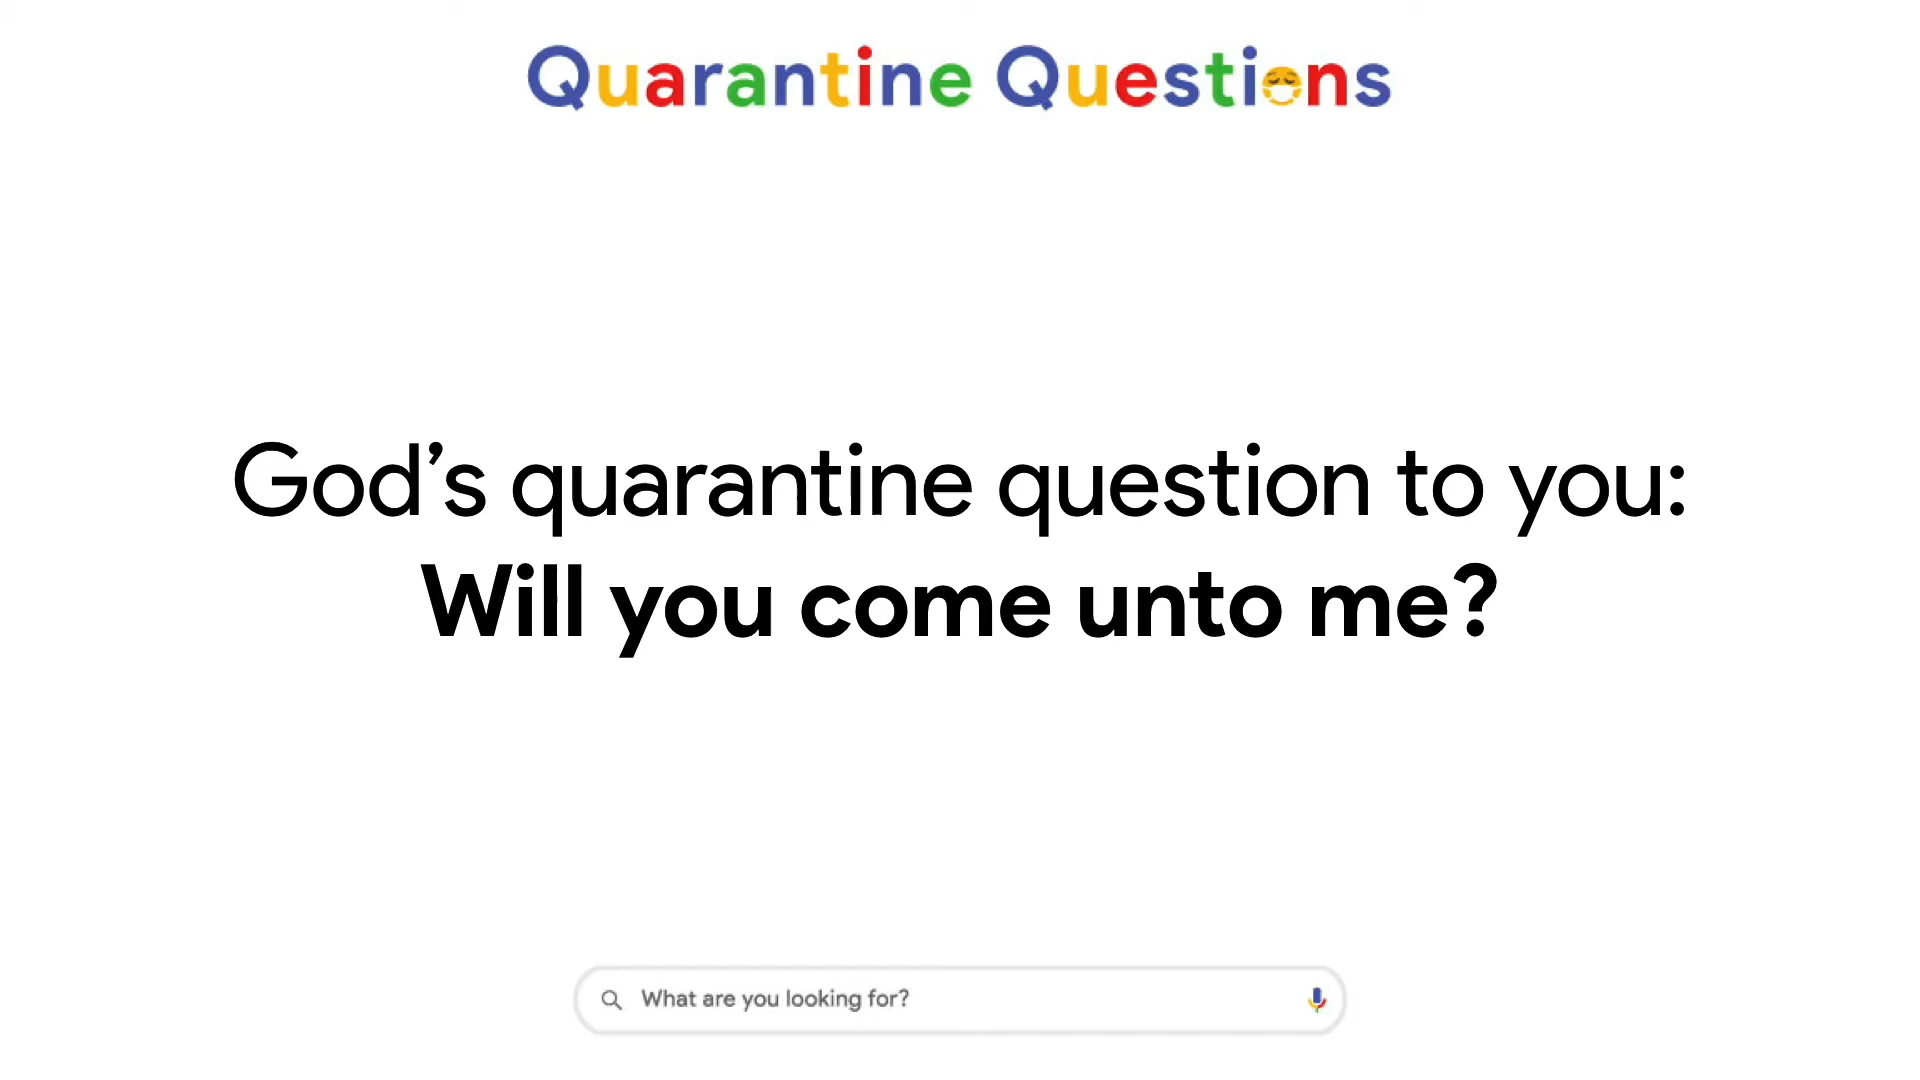 Quarantine Questions
God’s quarantine question to you:
Will you come unto me?
What are you looking for?